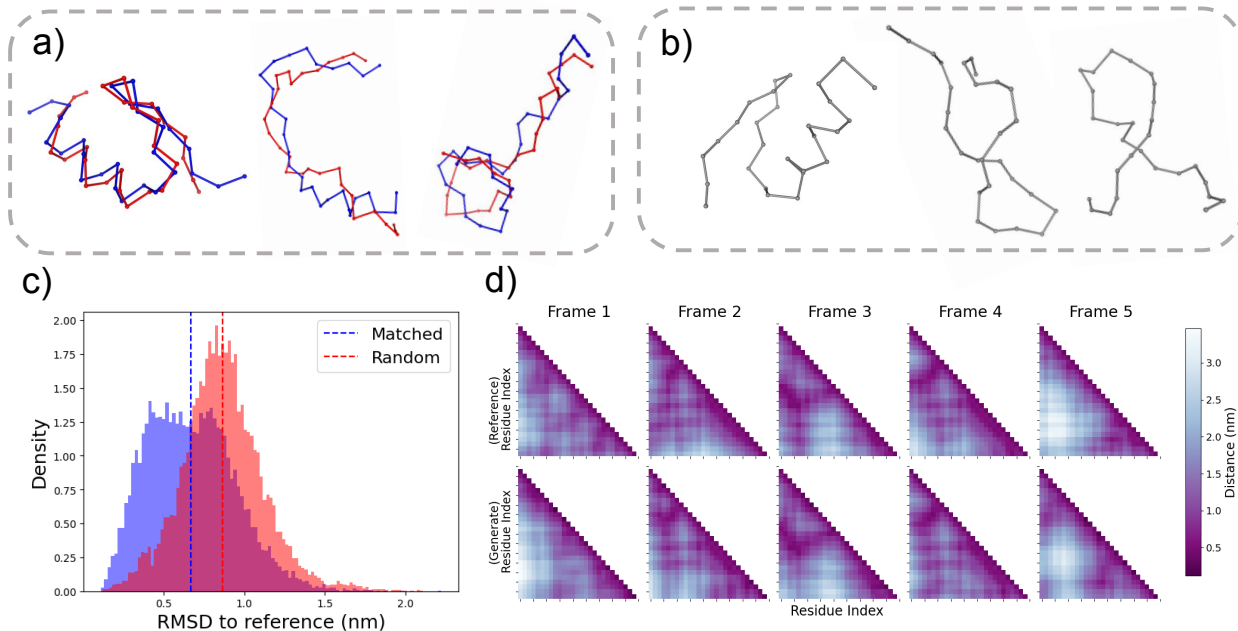 a)
b)
c)
2.00
1.75
1.50
1.25
1.00
0.75
0.50
0.25
0.00
Density
0.5
1.0
1.5
2.0
RMSD to reference (nm)
Matched
Random
d)
Frame 1
Frame 2
Frame 3
Frame 4
Frame 5
(Reference)
Residue Index
(Generate)
Residue Index
Residue Index
3.0
2.5
2.0
1.5
1.0
0.5
Distance (nm)